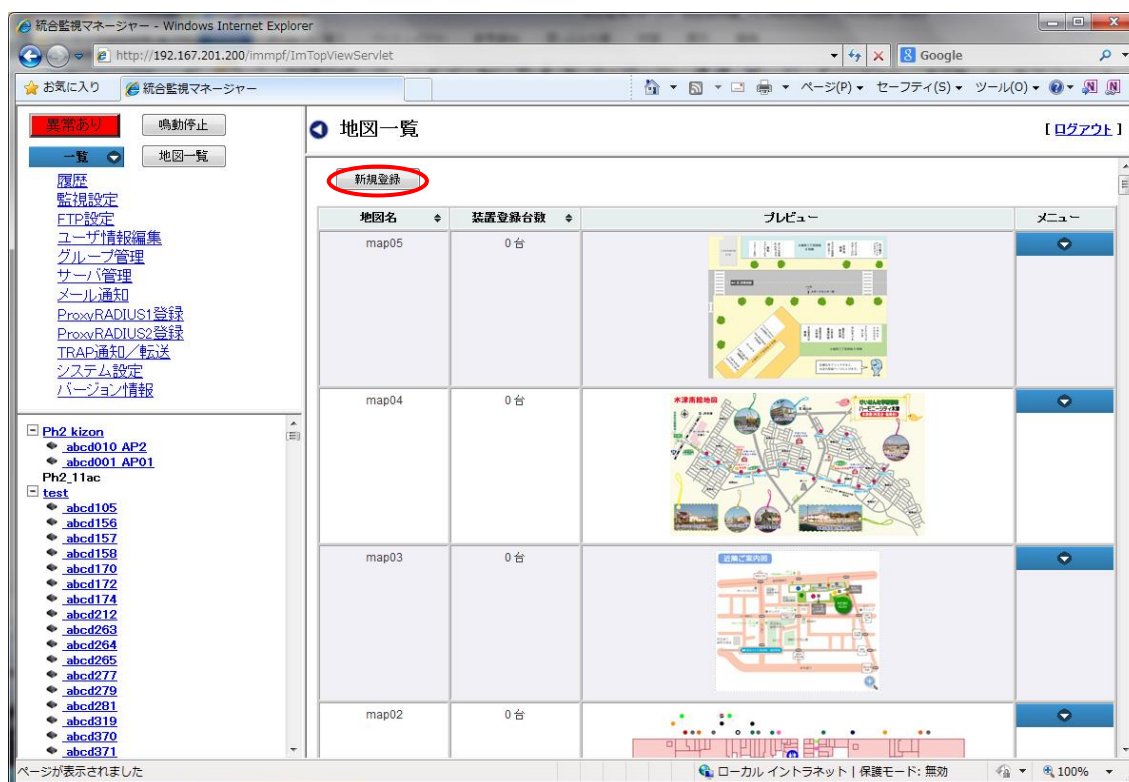 統合監視マネージャー - Windows Internet Explorer
http://192.167.201.200/immpf/ImTopViewServlet
Google
お気に入り
統合監視マネージャー
ページ(P)
セーフティ(S)
ツール(O)
異常あり
鳴動停止
一覧
地図一覧
履歴
監視設定
FTP設定
ユーザ情報編集
グループ管理
サーバ管理
メール通知
ProxyRADIUS1登録
ProxyRADIUS2登録
TRAP通知／転送
システム設定
バージョン情報
Ph2 kizon
abcd010 AP2
abcd001 AP01
Ph2_11ac
test
abcd105
abcd156
abcd157
abcd158
abcd170
abcd172
abcd174
abcd212
abcd263
abcd264
abcd265
abcd277
abcd279
abcd281
abcd319
abcd370
abcd371
地図一覧
[ログアウト]
新規登録
地図名 装置登録台数 プレビュー メニュー
map05 0 台
map04 0 台
木津南路地図
map03 0 台
近隣ご案内図
map02 0 台
ページが表示されました
ローカル イントラネット | 保護モード: 無効
100%